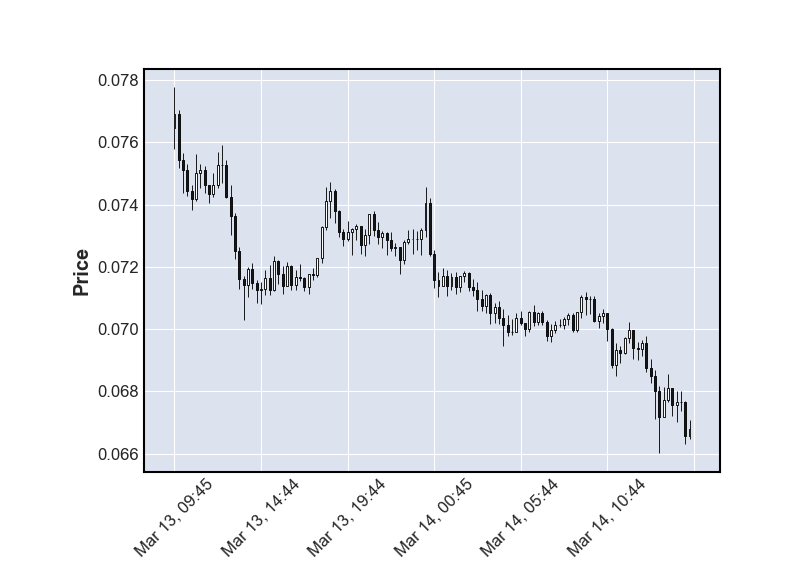 0.078
0.076
0.074
0.072
0.070
0.068
0.066
Price
Mar 13, 09:45
Mar 13, 14:44
Mar 13, 19:44
Mar 14, 00:45
Mar 14, 05:44
Mar 14, 10:44